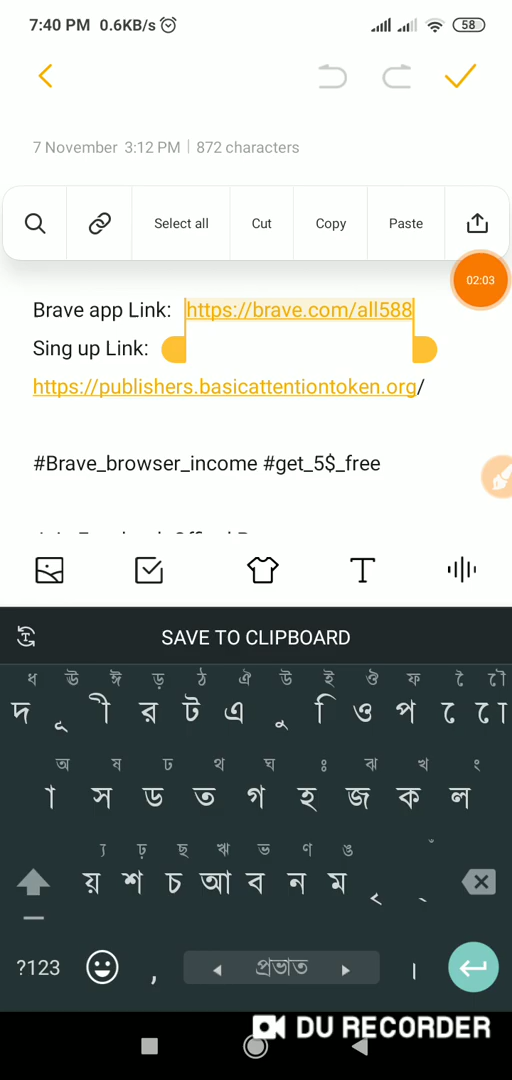 7:40 PM 0.6KB/s 58
7 November 3:12 PM | 872 characters
Select all Cut Copy Paste
02:03
Brave app Link: https://brave.com/all588
Sing up Link:
https://publishers.basicattentiontoken.org/
#Brave_browser_income #get_5$_free
SAVE TO CLIPBOARD
ধ ঊ ঈ ড় ঠ ঐ উ ই ঔ ফ ৈ ৌ
দ ূ ী র ট এ ু ি ও প ে ো
অ ষ ঢ থ ঘ ঃ ঝ খ ং
া স ড ত গ হ জ ক ল
্য ঢ় ছ ঋ ভ ণ ঙ ঁ
য় শ চ আ ব ন ম ৃ ্
?123 , প্রভাত ।
DU RECORDER